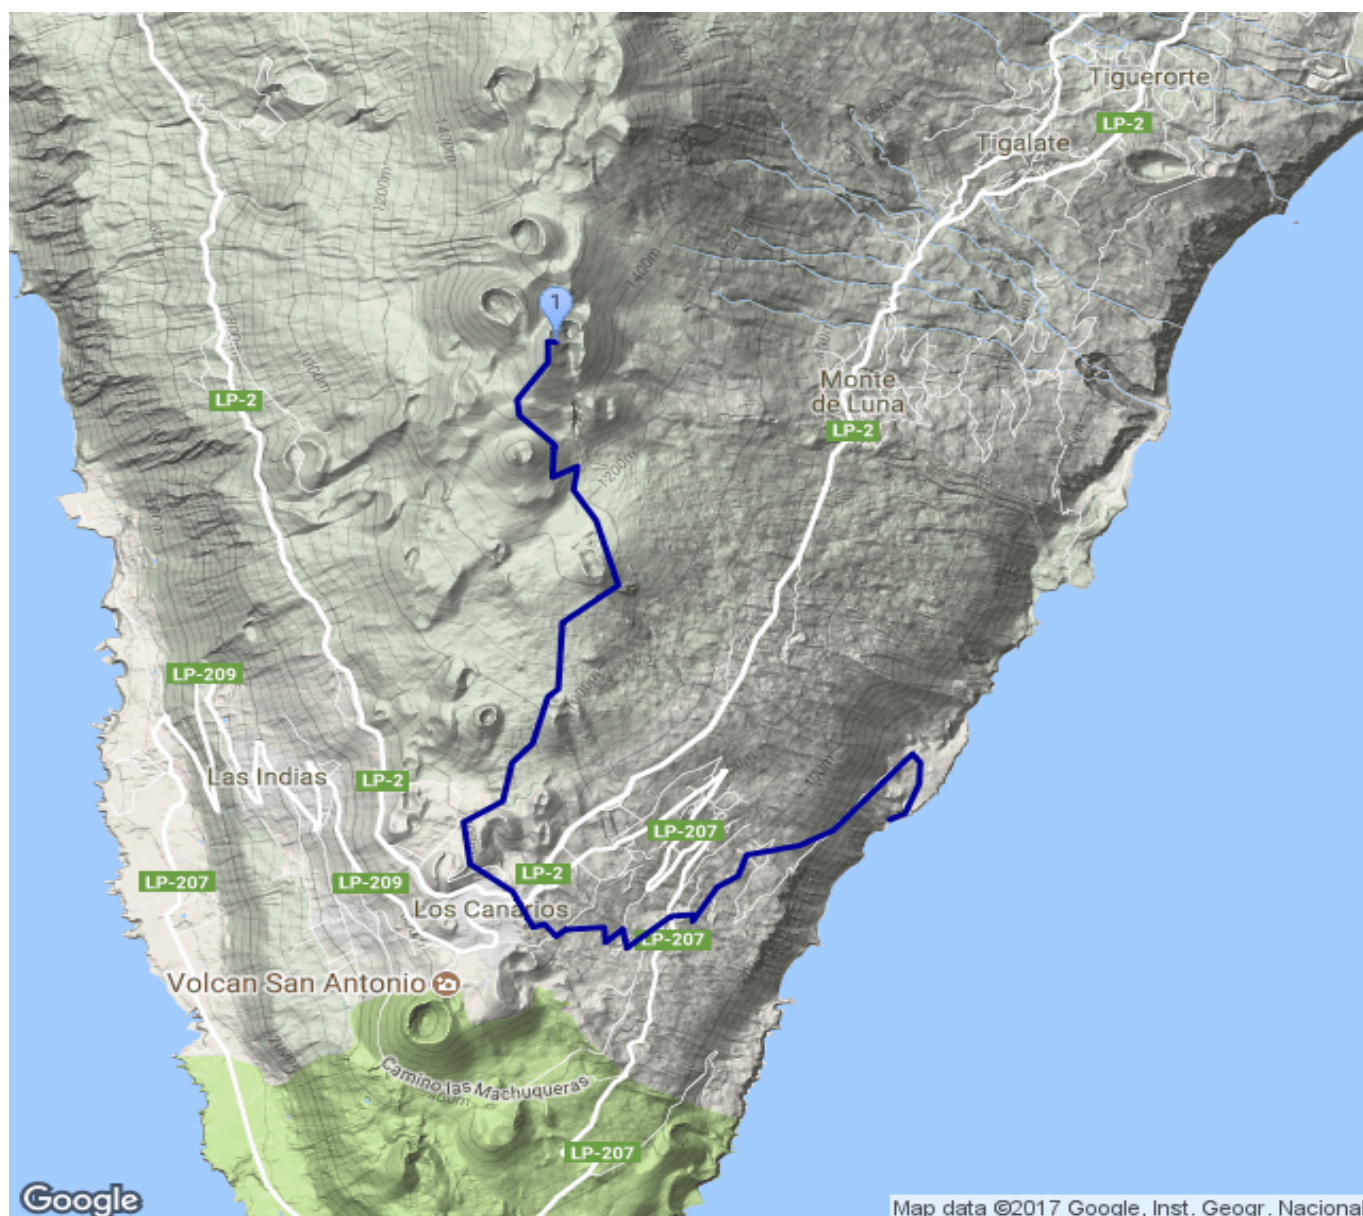 Tiguerorte
LP-2
Tigalate
1200m
1400m
1
LP-2
Monte
de Luna
LP-2
1200m
LP-209
Las Indias
LP-2
LP-207
LP-2
LP-207
LP-209
Los Canarios
LP-207
Volcan San Antonio
Camino las Machuqueras
LP-207
Google
Map data ©2017 Google, Inst. Geogr. Nacional